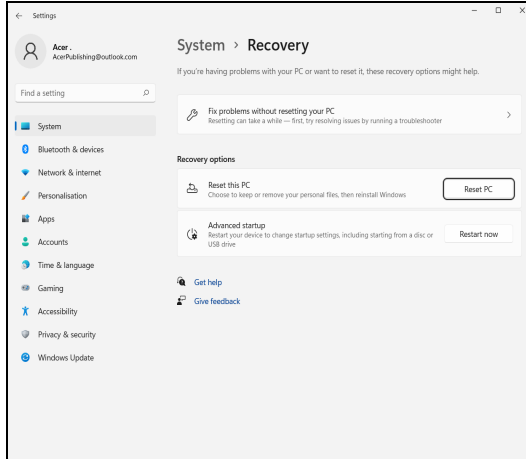 Settings
Acer .
AcerPublishing@outlook.com
Find a setting
System
Bluetooth & devices
Network & internet
Personalisation
Apps
Accounts
Time & language
Gaming
Accessibility
Privacy & security
Windows Update
System > Recovery
If you're having problems with your PC or want to reset it, these recovery options might help.
Fix problems without resetting your PC
Resetting can take a while — first, try resolving issues by running a troubleshooter
Recovery options
Reset this PC
Choose to keep or remove your personal files, then reinstall Windows
Reset PC
Advanced startup
Restart your device to change startup settings, including starting from a disc or
USB drive
Restart now
Get help
Give feedback